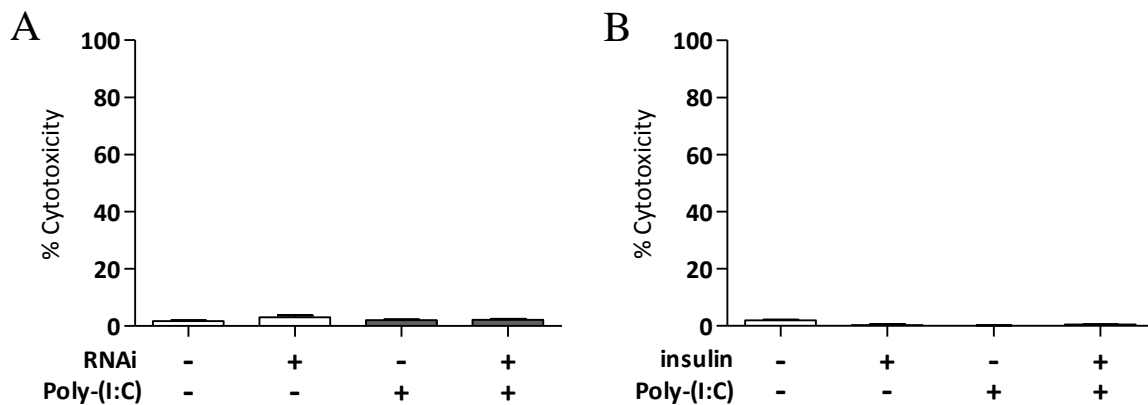 A
% Cytotoxicity
100
80
60
40
20
0
RNAi - + - +
Poly-(I:C) - - + +
B
% Cytotoxicity
100
80
60
40
20
0
insulin - + - +
Poly-(I:C) - - + +